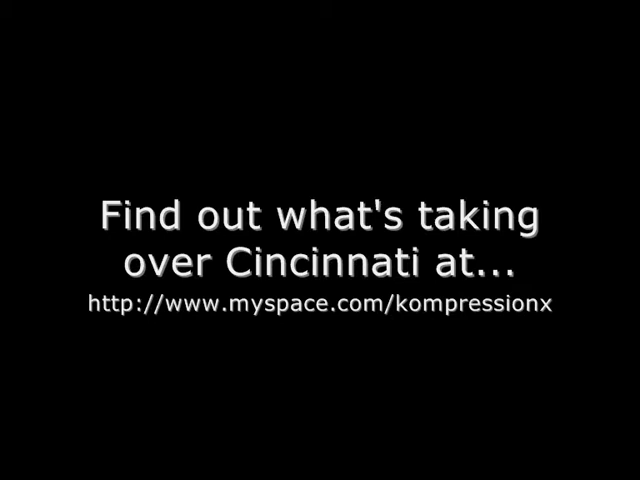 Find out what's taking
over Cincinnati at...
http://www.myspace.com/kompressionx